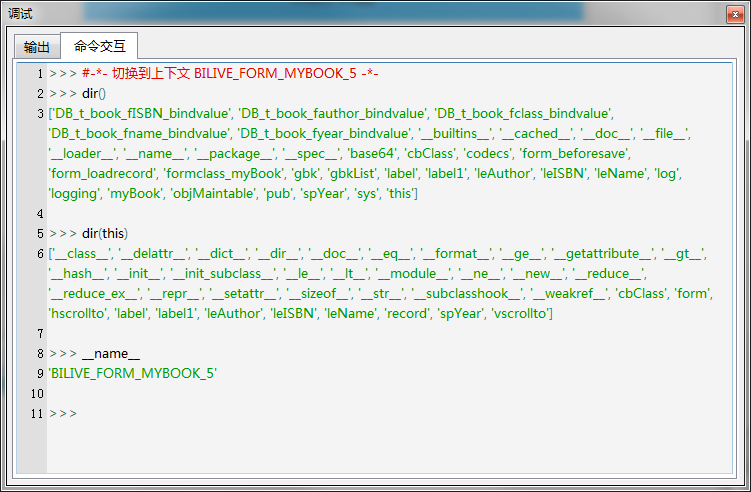 调试
输出 命令交互
1 >>> #-*- 切换到上下文 BILIVE_FORM_MYBOOK_5 -*-
2 >>> dir()
3 ['DB_t_book_fISBN_bindvalue', 'DB_t_book_fauthor_bindvalue', 'DB_t_book_fclass_bindvalue',
'DB_t_book_fname_bindvalue', 'DB_t_book_fyear_bindvalue', '__builtins__', '__cached__', '__doc__', '__file__',
'__loader__', '__name__', '__package__', '__spec__', 'base64', 'cbClass', 'codecs', 'form_beforesave',
'form_loadrecord', 'formclass_myBook', 'gbk', 'gbkList', 'label', 'label1', 'leAuthor', 'leISBN', 'leName', 'log',
'logging', 'myBook', 'objMaintable', 'pub', 'spYear', 'sys', 'this']
4
5 >>> dir(this)
6 ['__class__', '__delattr__', '__dict__', '__dir__', '__doc__', '__eq__', '__format__', '__ge__', '__getattribute__', '__gt__',
'__hash__', '__init__', '__init_subclass__', '__le__', '__lt__', '__module__', '__ne__', '__new__', '__reduce__',
'__reduce_ex__', '__repr__', '__setattr__', '__sizeof__', '__str__', '__subclasshook__', '__weakref__', 'cbClass', 'form',
'hscrollto', 'label', 'label1', 'leAuthor', 'leISBN', 'leName', 'record', 'spYear', 'vscrollto']
7
8 >>> __name__
9 'BILIVE_FORM_MYBOOK_5'
10
11 >>>